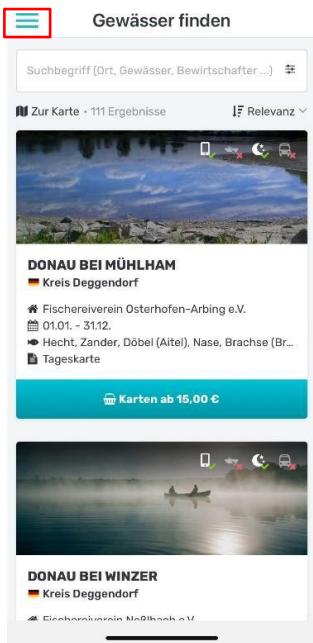 Gewässer finden
Suchbegriff (Ort, Gewässer, Bewirtschafter ...)
Zur Karte • 111 Ergebnisse Relevanz
DONAU BEI MÜHLHAM
Kreis Deggendorf
Fischereiverein Osterhofen-Arbing e.V.
01.01. - 31.12.
Hecht, Zander, Döbel (Aitel), Nase, Brachse (Br...
Tageskarte
Karten ab 15,00 €
DONAU BEI WINZER
Kreis Deggendorf
Fischereiverein Neßlbach e.V.